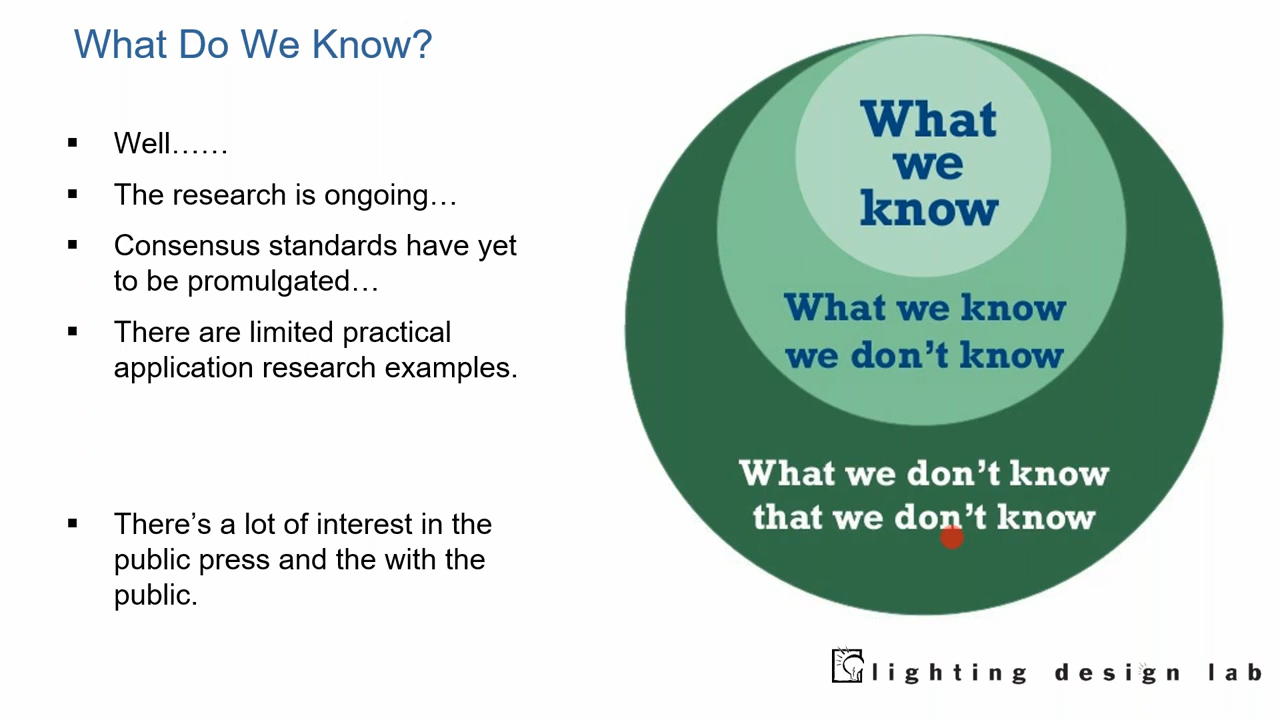 What Do We Know?
▪ Well……
▪ The research is ongoing…
▪ Consensus standards have yet
to be promulgated…
▪ There are limited practical
application research examples.
▪ There’s a lot of interest in the
public press and the with the
public.
What
we
know
What we know
we don’t know
What we don’t know
that we don’t know
lighting design lab